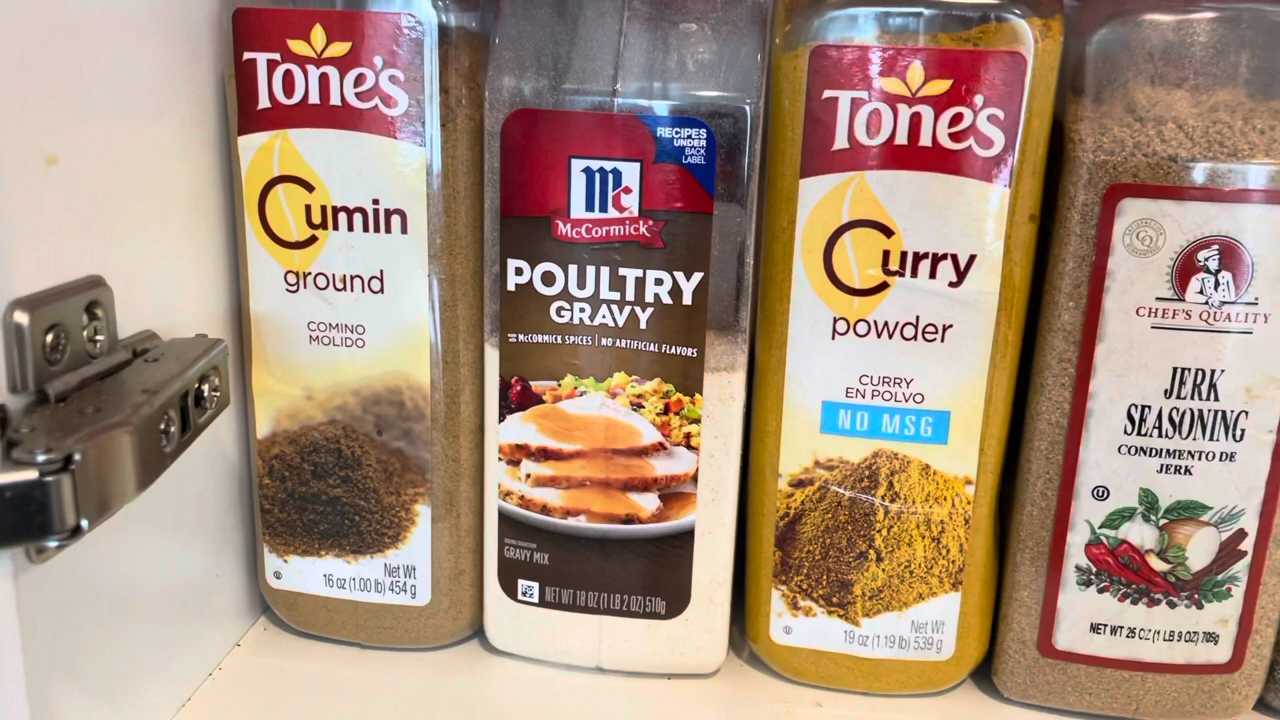 TONE'S
Cumin
ground
COMINO
MOLIDO
Net Wt
16 oz (1.00 lb) 454 g
RECIPES
UNDER
BACK
LABEL
Mc
McCormick
POULTRY
GRAVY
WITH McCORMICK SPICES | NO ARTIFICIAL FLAVORS
GRAVY MIX
NET WT 18 OZ (1 LB 2 OZ) 510g
TONE'S
Curry
powder
CURRY
EN POLVO
NO MSG
Net Wt
19 oz (1.19 lb) 539 g
CQ
CHEF'S QUALITY
JERK
SEASONING
CONDIMENTO DE
JERK
U
NET WT 25 OZ (1 LB 9 OZ) 709g